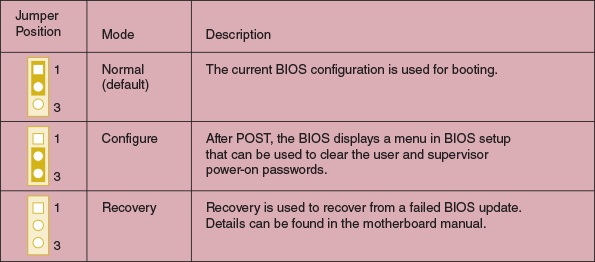 Jumper
Position
Mode
Description
1
3
Normal
(default)
The current BIOS configuration is used for booting.
1
3
Configure
After POST, the BIOS displays a menu in BIOS setup
that can be used to clear the user and supervisor
power-on passwords.
1
3
Recovery
Recovery is used to recover from a failed BIOS update.
Details can be found in the motherboard manual.